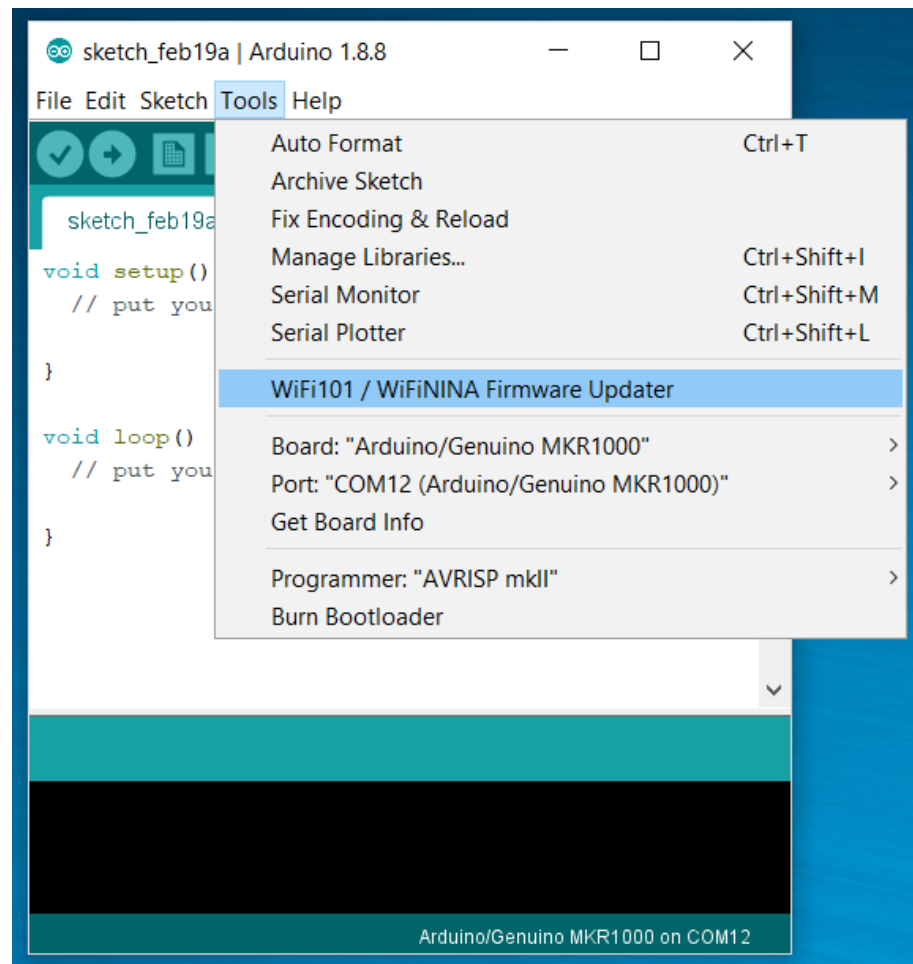 sketch_feb19a | Arduino 1.8.8
File Edit Sketch Tools Help
Auto Format Ctrl+T
Archive Sketch
sketch_feb19a Fix Encoding & Reload
void setup() Manage Libraries... Ctrl+Shift+I
// put you Serial Monitor Ctrl+Shift+M
Serial Plotter Ctrl+Shift+L
}
WiFi101 / WiFiNINA Firmware Updater
void loop() Board: "Arduino/Genuino MKR1000"
// put you Port: "COM12 (Arduino/Genuino MKR1000)"
Get Board Info
}
Programmer: "AVRISP mkII"
Burn Bootloader
Arduino/Genuino MKR1000 on COM12